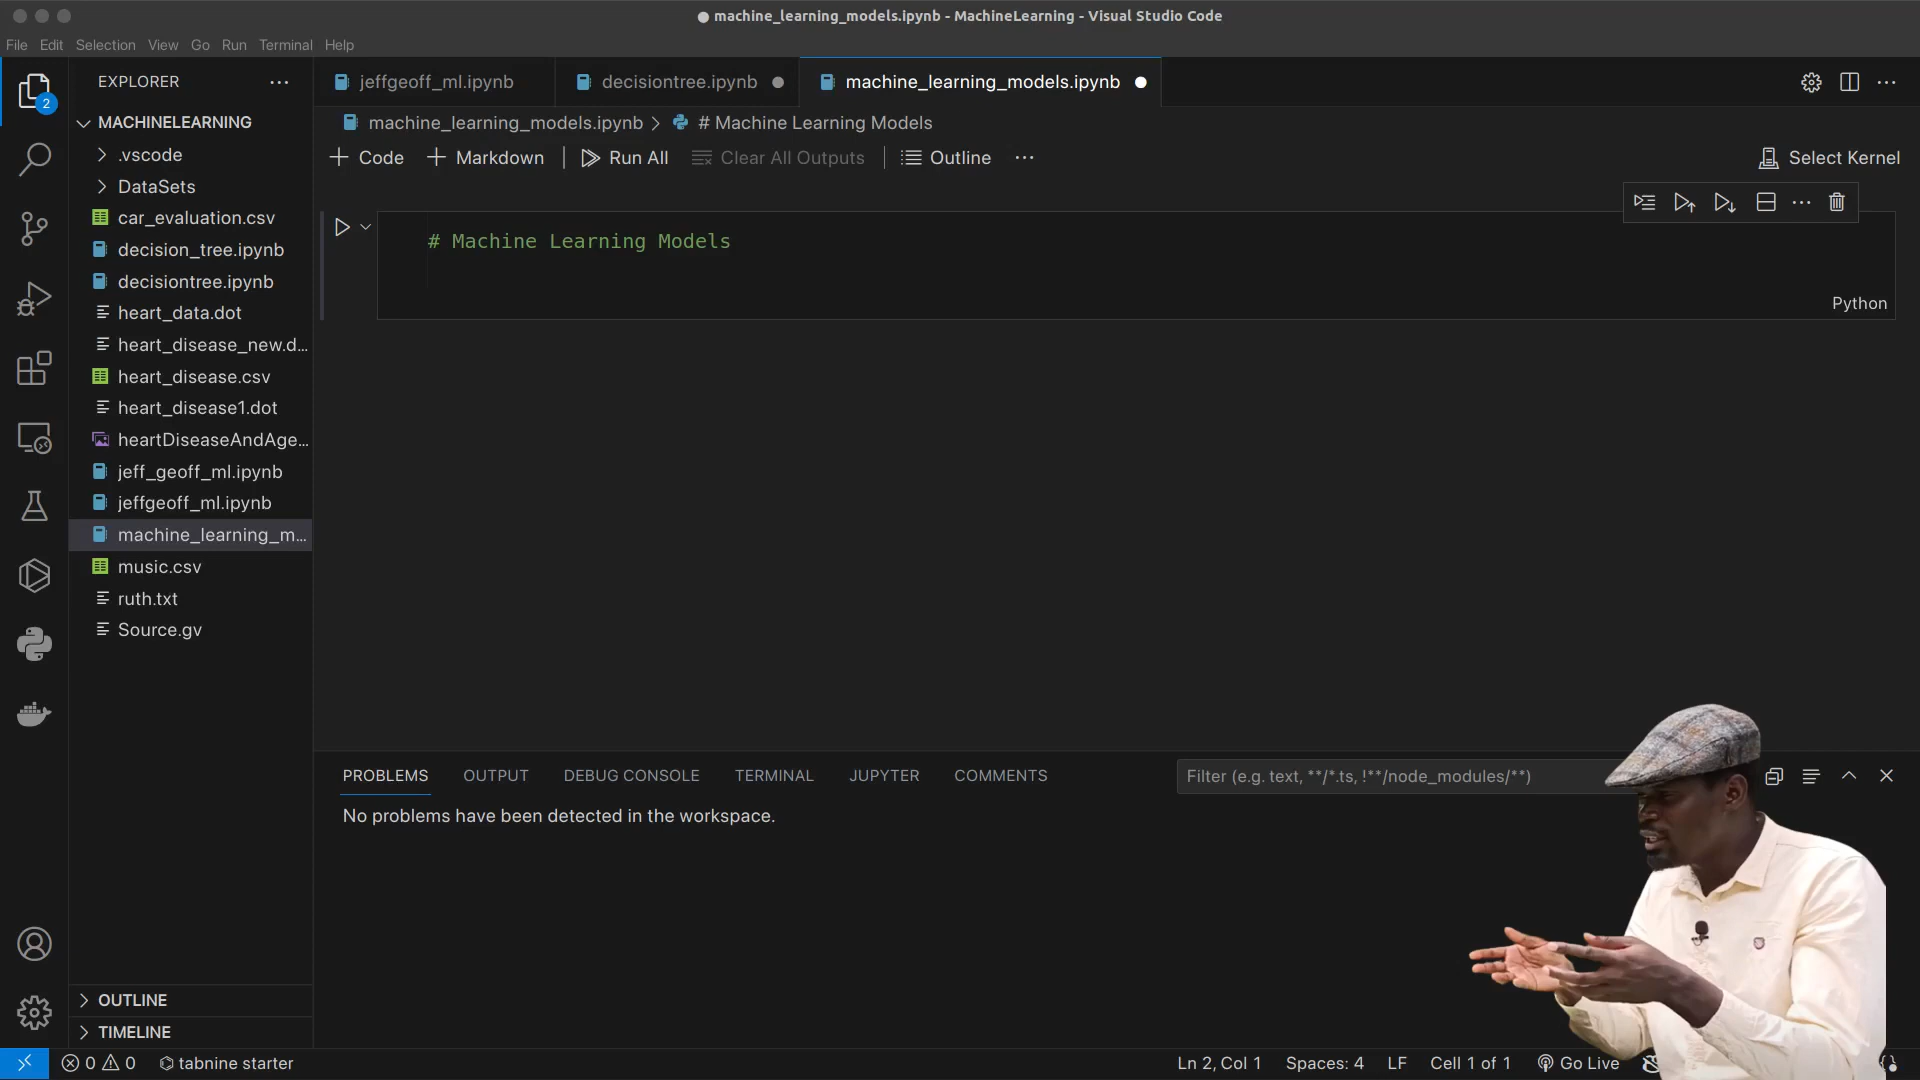 machine_learning_models.ipynb - MachineLearning - Visual Studio Code
File Edit Selection View Go Run Terminal Help
EXPLORER
2
MACHINELEARNING
.vscode
DataSets
car_evaluation.csv
decision_tree.ipynb
decisiontree.ipynb
heart_data.dot
heart_disease_new.d...
heart_disease.csv
heart_disease1.dot
heartDiseaseAndAge...
jeff_geoff_ml.ipynb
jeffgeoff_ml.ipynb
machine_learning_m...
music.csv
ruth.txt
Source.gv
OUTLINE
TIMELINE
jeffgeoff_ml.ipynb decisiontree.ipynb machine_learning_models.ipynb
machine_learning_models.ipynb > # Machine Learning Models
+ Code + Markdown Run All Clear All Outputs Outline ... Select Kernel
# Machine Learning Models
Python
PROBLEMS OUTPUT DEBUG CONSOLE TERMINAL JUPYTER COMMENTS Filter (e.g. text, **/*.ts, !**/node_modules/**)
No problems have been detected in the workspace.
0 0 tabnine starter Ln 2, Col 1 Spaces: 4 LF Cell 1 of 1 Go Live